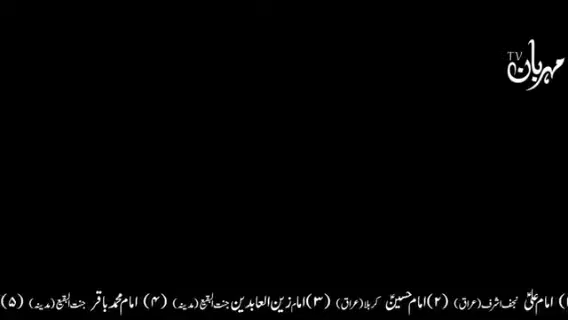 TV
مہربان
) امام علیؑ نجف اشرف (عراق) (۲) امام حسینؑ کربلا (عراق) (۳) امام زین العابدین جنت البقیع (مدینہ) (۴) امام محمد باقر جنت البقیع (مدینہ) (۵)